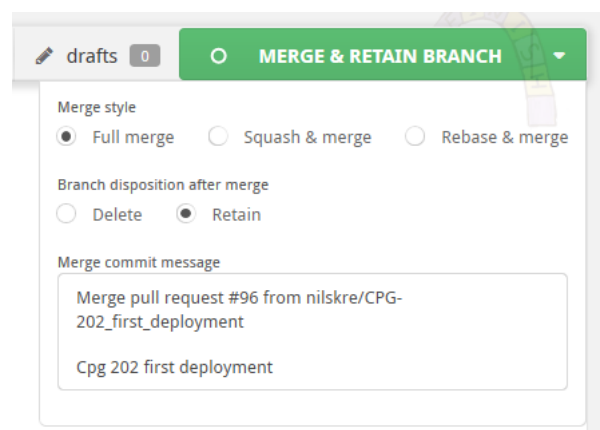 drafts 0 MERGE & RETAIN BRANCH
Merge style
Full merge Squash & merge Rebase & merge
Branch disposition after merge
Delete Retain
Merge commit message
Merge pull request #96 from nilskre/CPG-
202_first_deployment
Cpg 202 first deployment